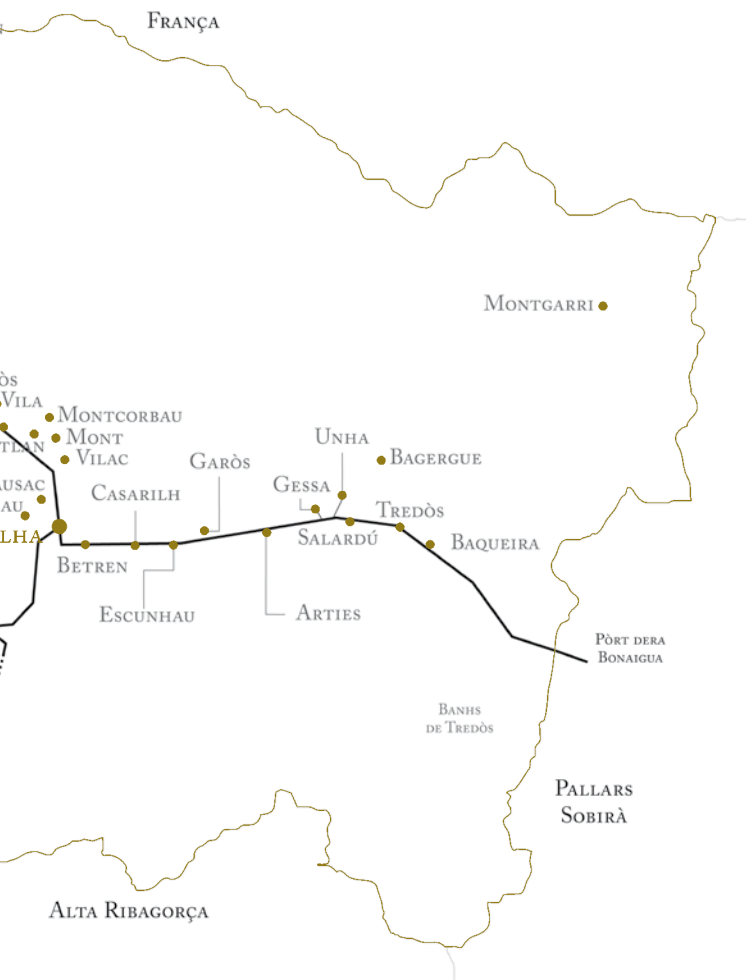 França
Montgarri
Vila
Montcorbau
Mont
Vilac
Garòs
Casarilh
Unha
Gessa
Bagergue
Tredòs
Salardú
Baqueira
Betren
Escunhau
Arties
Pòrt dera
Bonaigua
Banhs
de Tredòs
Pallars
Sobirà
Alta Ribagorça